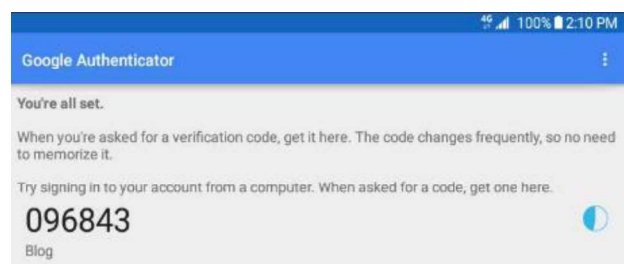 4G 100% 2:10 PM
Google Authenticator
You're all set.
When you're asked for a verification code, get it here. The code changes frequently, so no need
to memorize it.
Try signing in to your account from a computer. When asked for a code, get one here.
096843
Blog